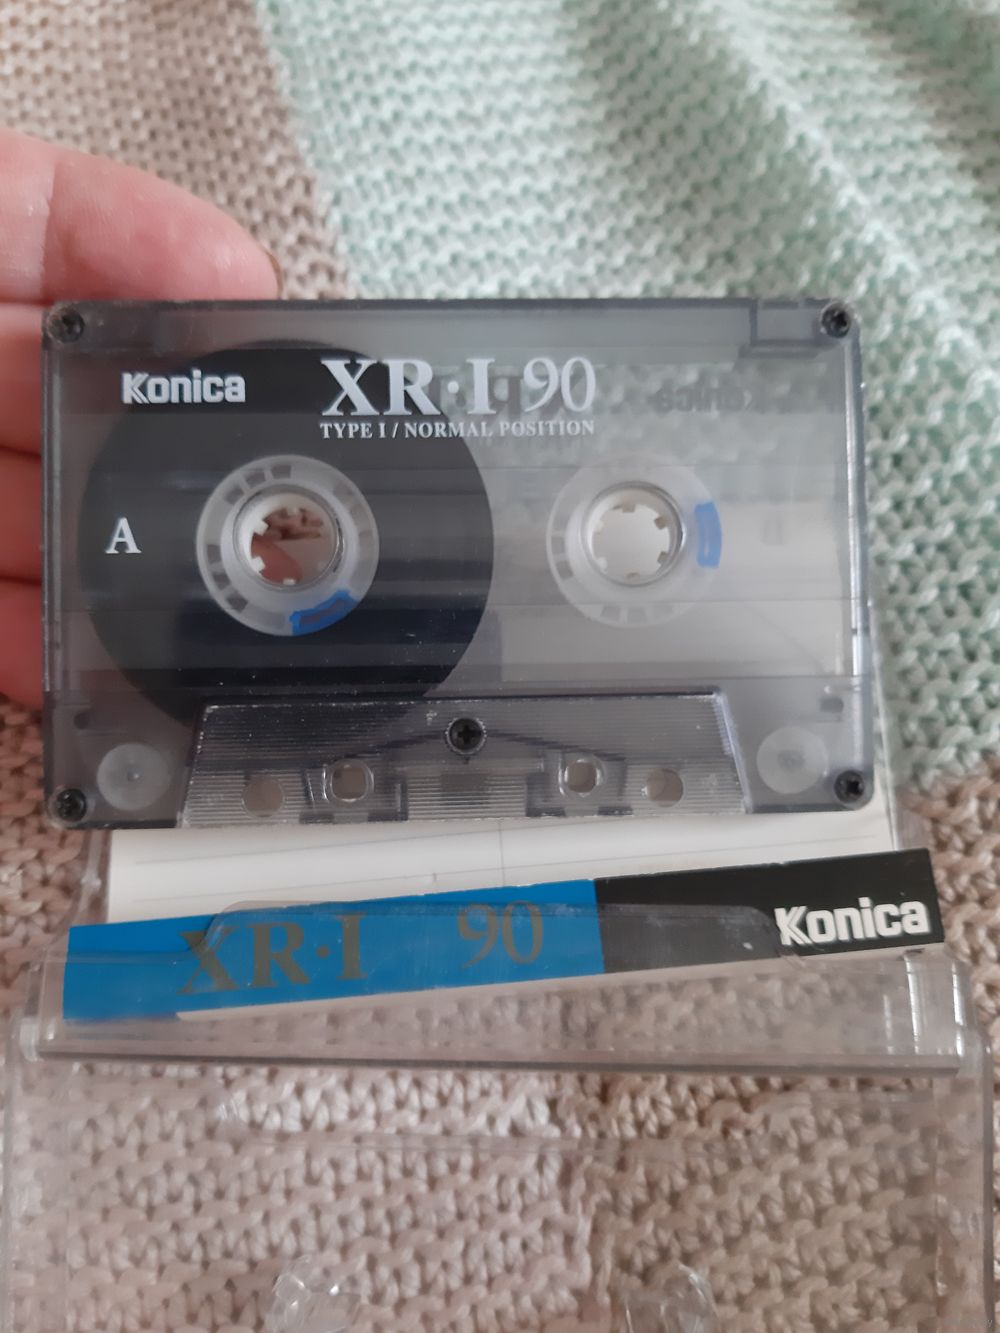 Konica
XR·I 90
TYPE I / NORMAL POSITION
A
XR·I 90
Konica